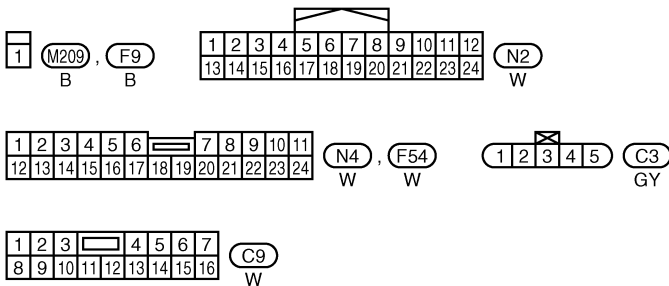 1 M209 , F9
B B
1 2 3 4 5 6 7 8 9 10 11 12
13 14 15 16 17 18 19 20 21 22 23 24
N2
W
1 2 3 4 5 6 7 8 9 10 11
12 13 14 15 16 17 18 19 20 21 22 23 24
N4 , F54
W W
1 2 3 4 5 C3
GY
1 2 3 4 5 6 7
8 9 10 11 12 13 14 15 16
C9
W